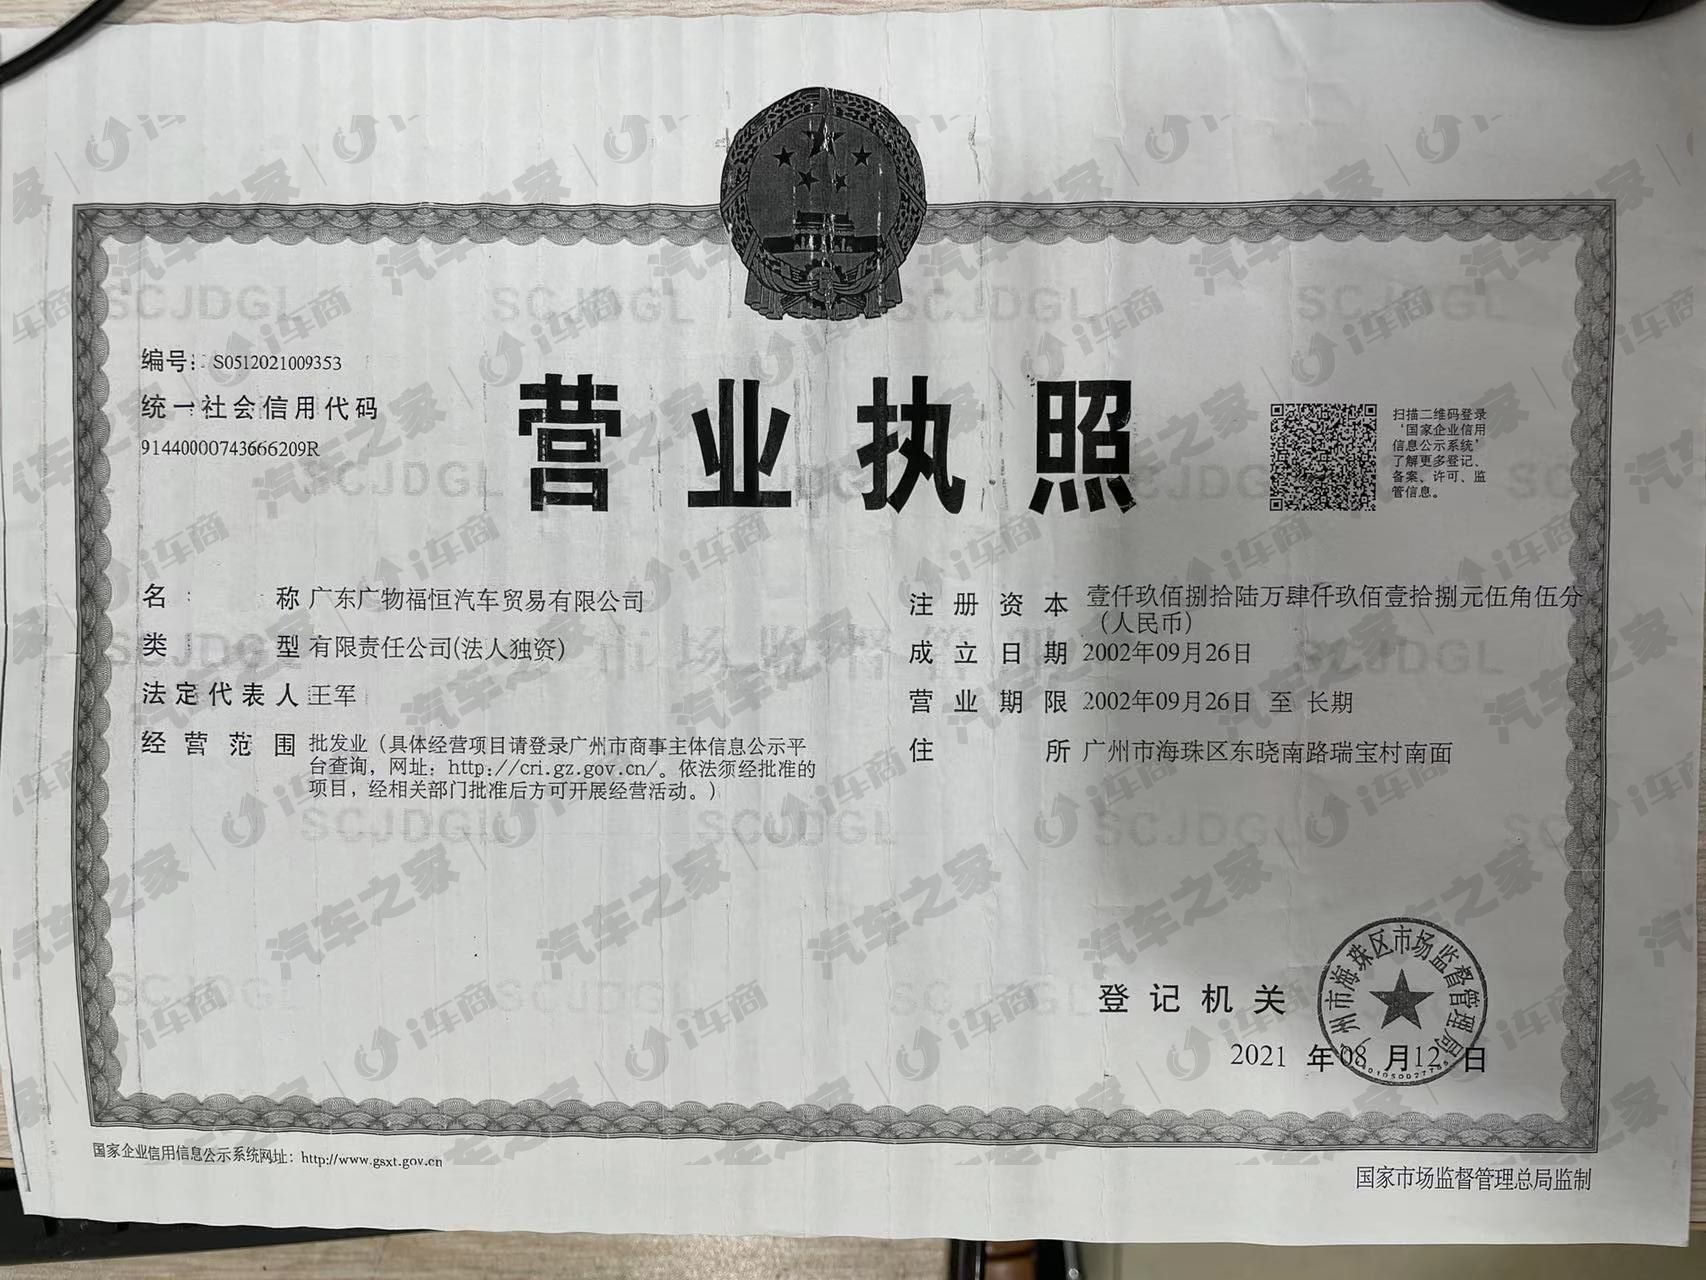 编号: S0512021009353
统一社会信用代码
91440000743666209R
营业执照
扫描二维码登录
'国家企业信用
信息公示系统'
了解更多登记、
备案、许可、监
管信息。
名称 广东广物福恒汽车贸易有限公司
类型 有限责任公司(法人独资)
法定代表人 王军
经营范围 批发业（具体经营项目请登录广州市商事主体信息公示平
台查询，网址：http://cri.gz.gov.cn/。依法须经批准的
项目，经相关部门批准后方可开展经营活动。）
注册资本 壹仟玖佰捌拾陆万肆仟玖佰壹拾捌元伍角伍分
（人民币）
成立日期 2002年09月26日
营业期限 2002年09月26日 至 长期
住所 广州市海珠区东晓南路瑞宝村南面
登记机关
州市海珠区市场监督管理局
2021 年08 月12 日
国家企业信用信息公示系统网址：http://www.gsxt.gov.cn
国家市场监督管理总局监制
SCJDGL
汽车之家 | i车商